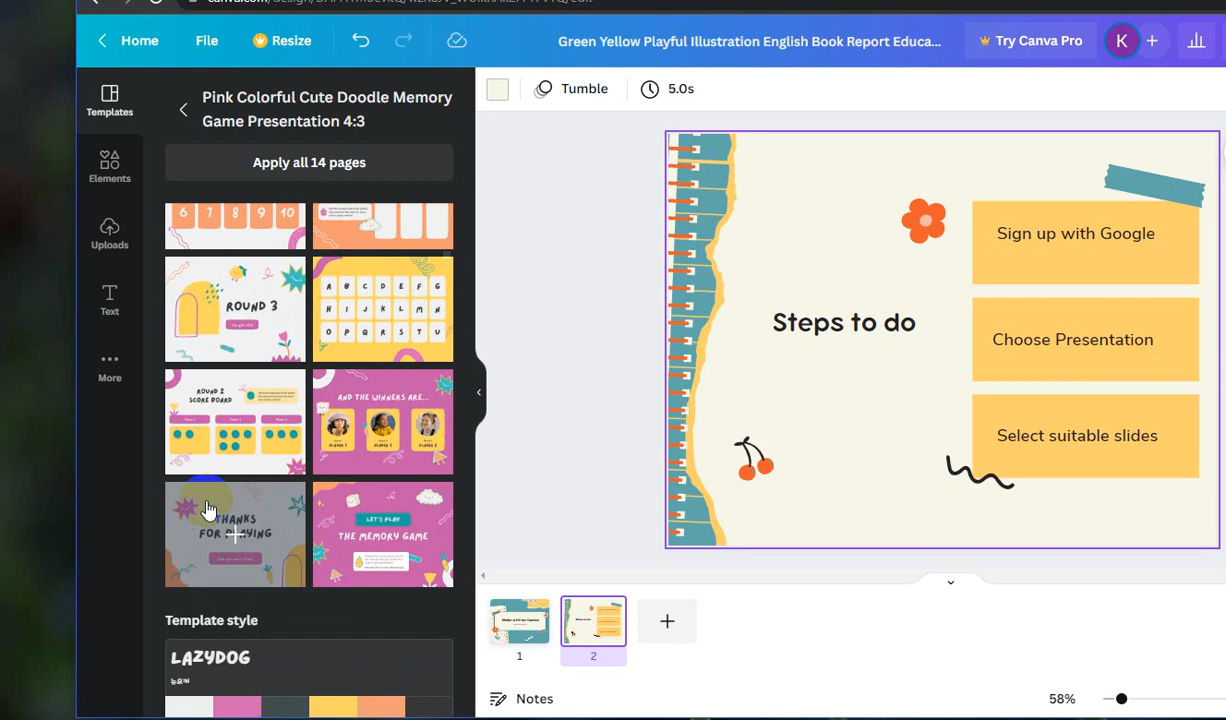 Home
File
Resize
Green Yellow Playful Illustration English Book Report Educa...
Try Canva Pro
K
Templates
Elements
Uploads
Text
More
Pink Colorful Cute Doodle Memory
Game Presentation 4:3
Apply all 14 pages
6 7 8 9 10
ROUND 3
A B C D E F G
H I J K L M N
O P Q R S T U
ROUND 2
SCORE BOARD
AND THE WINNERS ARE...
THANKS
FOR PLAYING
LET'S PLAY
THE MEMORY GAME
Template style
LAZYDOG
뉴욕커
Tumble
5.0s
Steps to do
Sign up with Google
Choose Presentation
Select suitable slides
1
2
Notes
58%